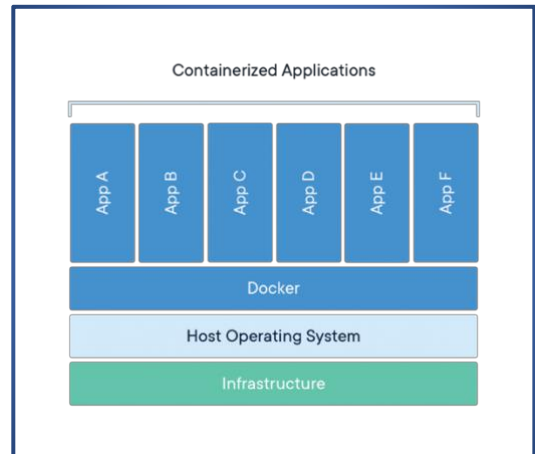 Containerized Applications
App A
App B
App C
App D
App E
App F
Docker
Host Operating System
Infrastructure